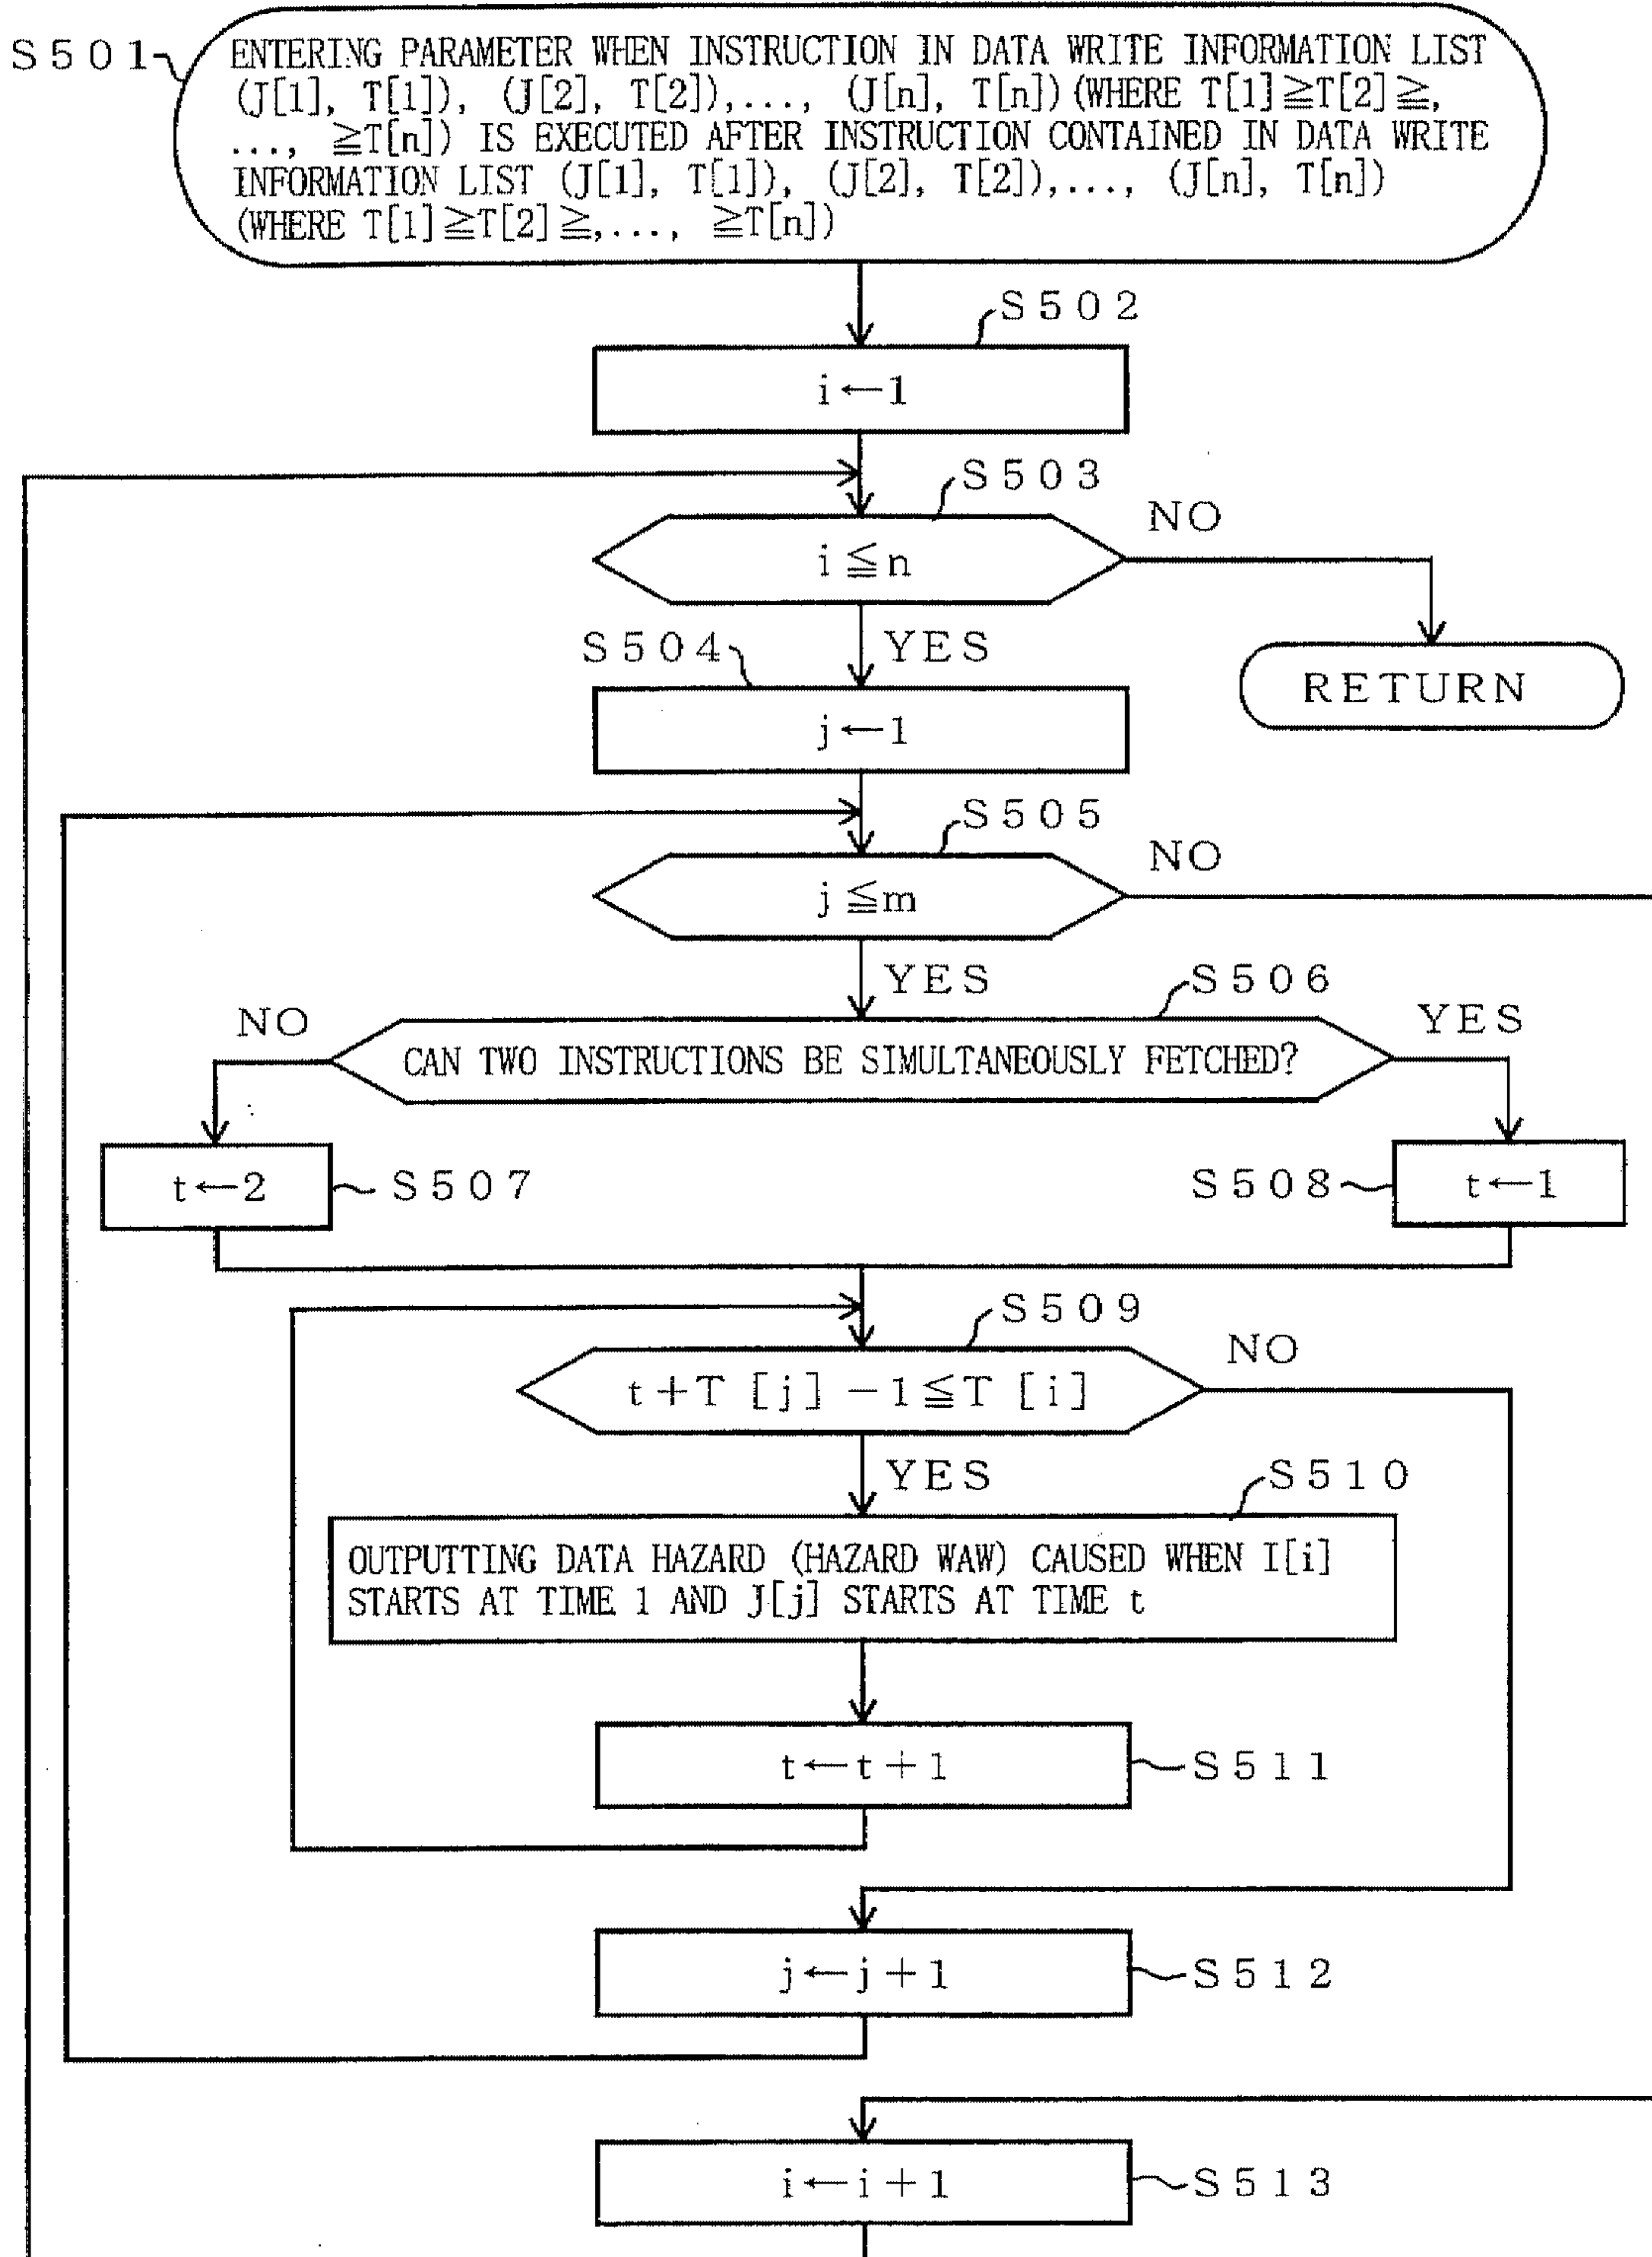 S501
ENTERING PARAMETER WHEN INSTRUCTION IN DATA WRITE INFORMATION LIST
(J[1], T[1]), (J[2], T[2]),..., (J[n], T[n]) (WHERE T[1]≧T[2]≧,
..., ≧T[n]) IS EXECUTED AFTER INSTRUCTION CONTAINED IN DATA WRITE
INFORMATION LIST (J[1], T[1]), (J[2], T[2]),..., (J[n], T[n])
(WHERE T[1]≧T[2]≧,..., ≧T[n])
S502
i←1
S503
i≦n
NO
YES
RETURN
S504
j←1
S505
j≦m
NO
YES
S506
CAN TWO INSTRUCTIONS BE SIMULTANEOUSLY FETCHED?
NO
YES
t←2
S507
S508
t←1
S509
t+T [j] -1≦T [i]
NO
YES
S510
OUTPUTTING DATA HAZARD (HAZARD WAW) CAUSED WHEN I[i]
STARTS AT TIME 1 AND J[j] STARTS AT TIME t
t←t+1
S511
j←j+1
S512
i←i+1
S513